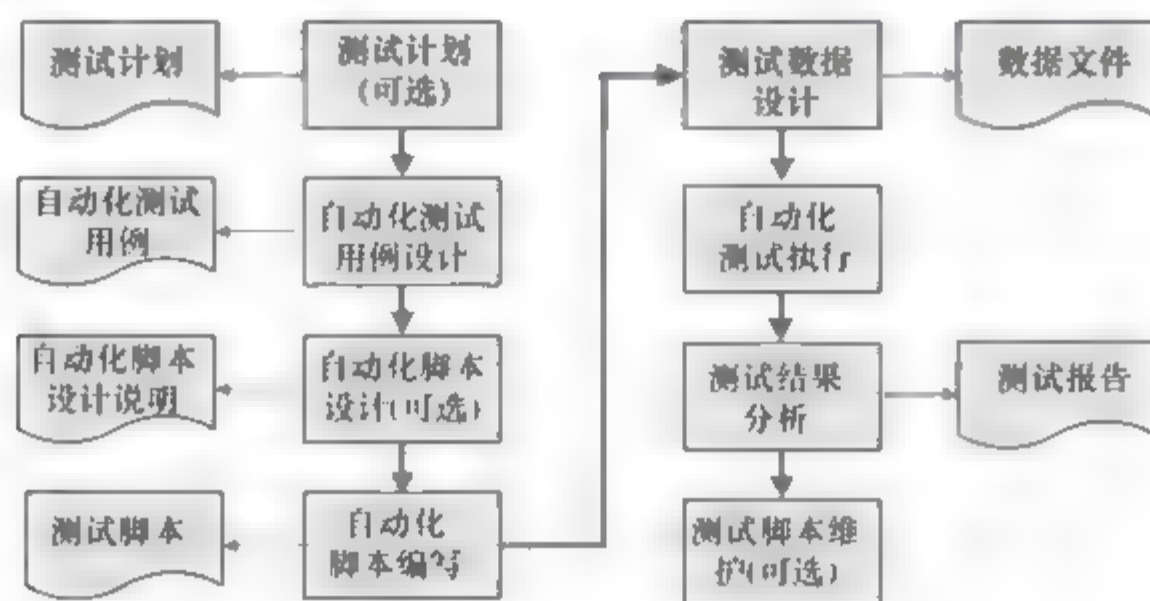 测试计划
测试计划
(可选)
自动化测试
用例
自动化测试
用例设计
自动化脚本
设计说明
自动化脚本
设计(可选)
测试脚本
自动化
脚本编写
测试数据
设计
数据文件
自动化
测试执行
测试结果
分析
测试报告
测试脚本维
护(可选)